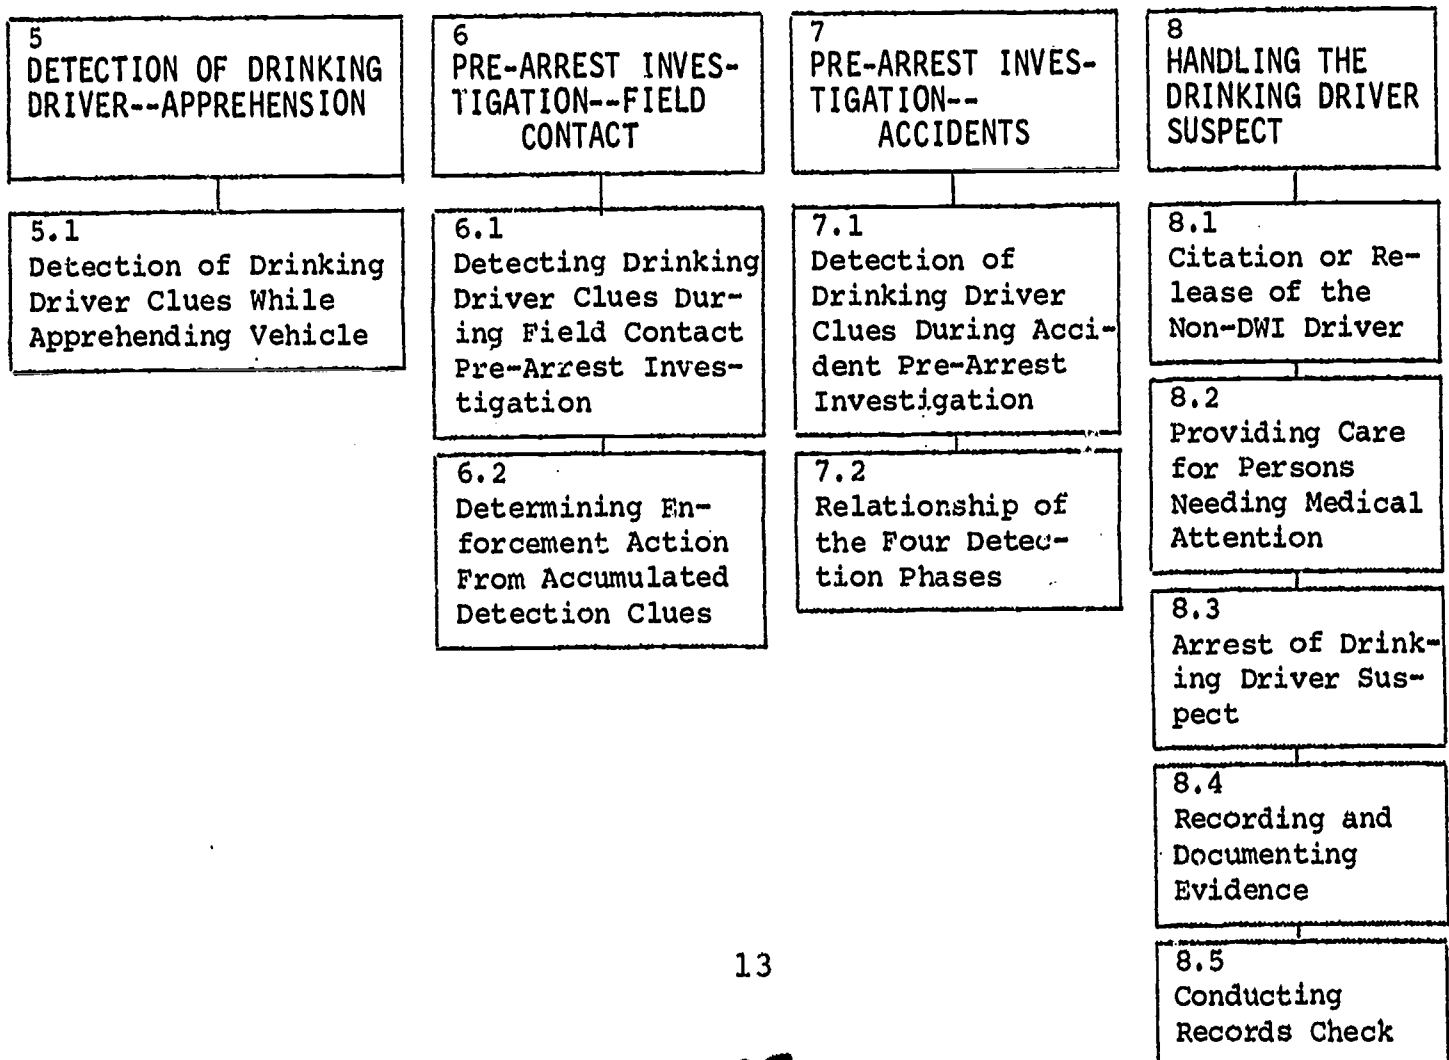 5
DETECTION OF DRINKING
DRIVER--APPREHENSION
5.1
Detection of Drinking
Driver Clues While
Apprehending Vehicle
6
PRE-ARREST INVES-
TIGATION--FIELD
CONTACT
6.1
Detecting Drinking
Driver Clues Dur-
ing Field Contact
Pre-Arrest Inves-
tigation
6.2
Determining En-
forcement Action
From Accumulated
Detection Clues
7
PRE-ARREST INVES-
TIGATION--
ACCIDENTS
7.1
Detection of
Drinking Driver
Clues During Acci-
dent Pre-Arrest
Investigation
7.2
Relationship of
the Four Detec-
tion Phases
8
HANDLING THE
DRINKING DRIVER
SUSPECT
8.1
Citation or Re-
lease of the
Non-DWI Driver
8.2
Providing Care
for Persons
Needing Medical
Attention
8.3
Arrest of Drink-
ing Driver Sus-
pect
8.4
Recording and
Documenting
Evidence
8.5
Conducting
Records Check
13